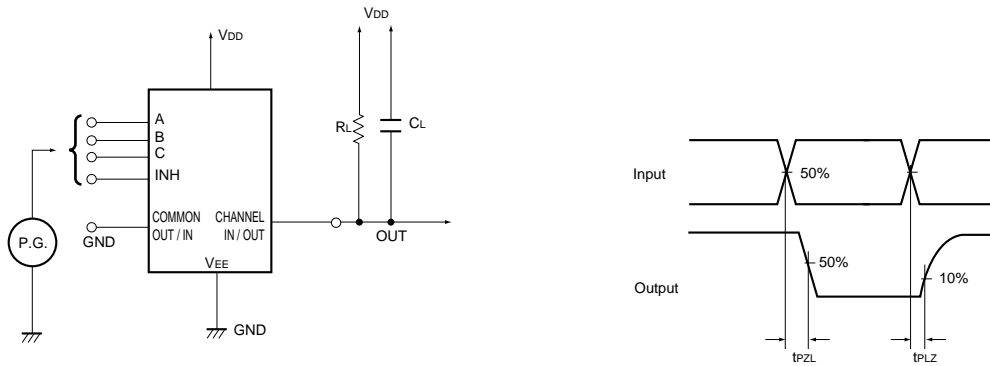 VDD
VDD
A
B
C
INH
RL
CL
COMMON
OUT / IN
CHANNEL
IN / OUT
GND
OUT
P.G.
VEE
GND
Input
50%
50%
Output
10%
tPZL
tPLZ